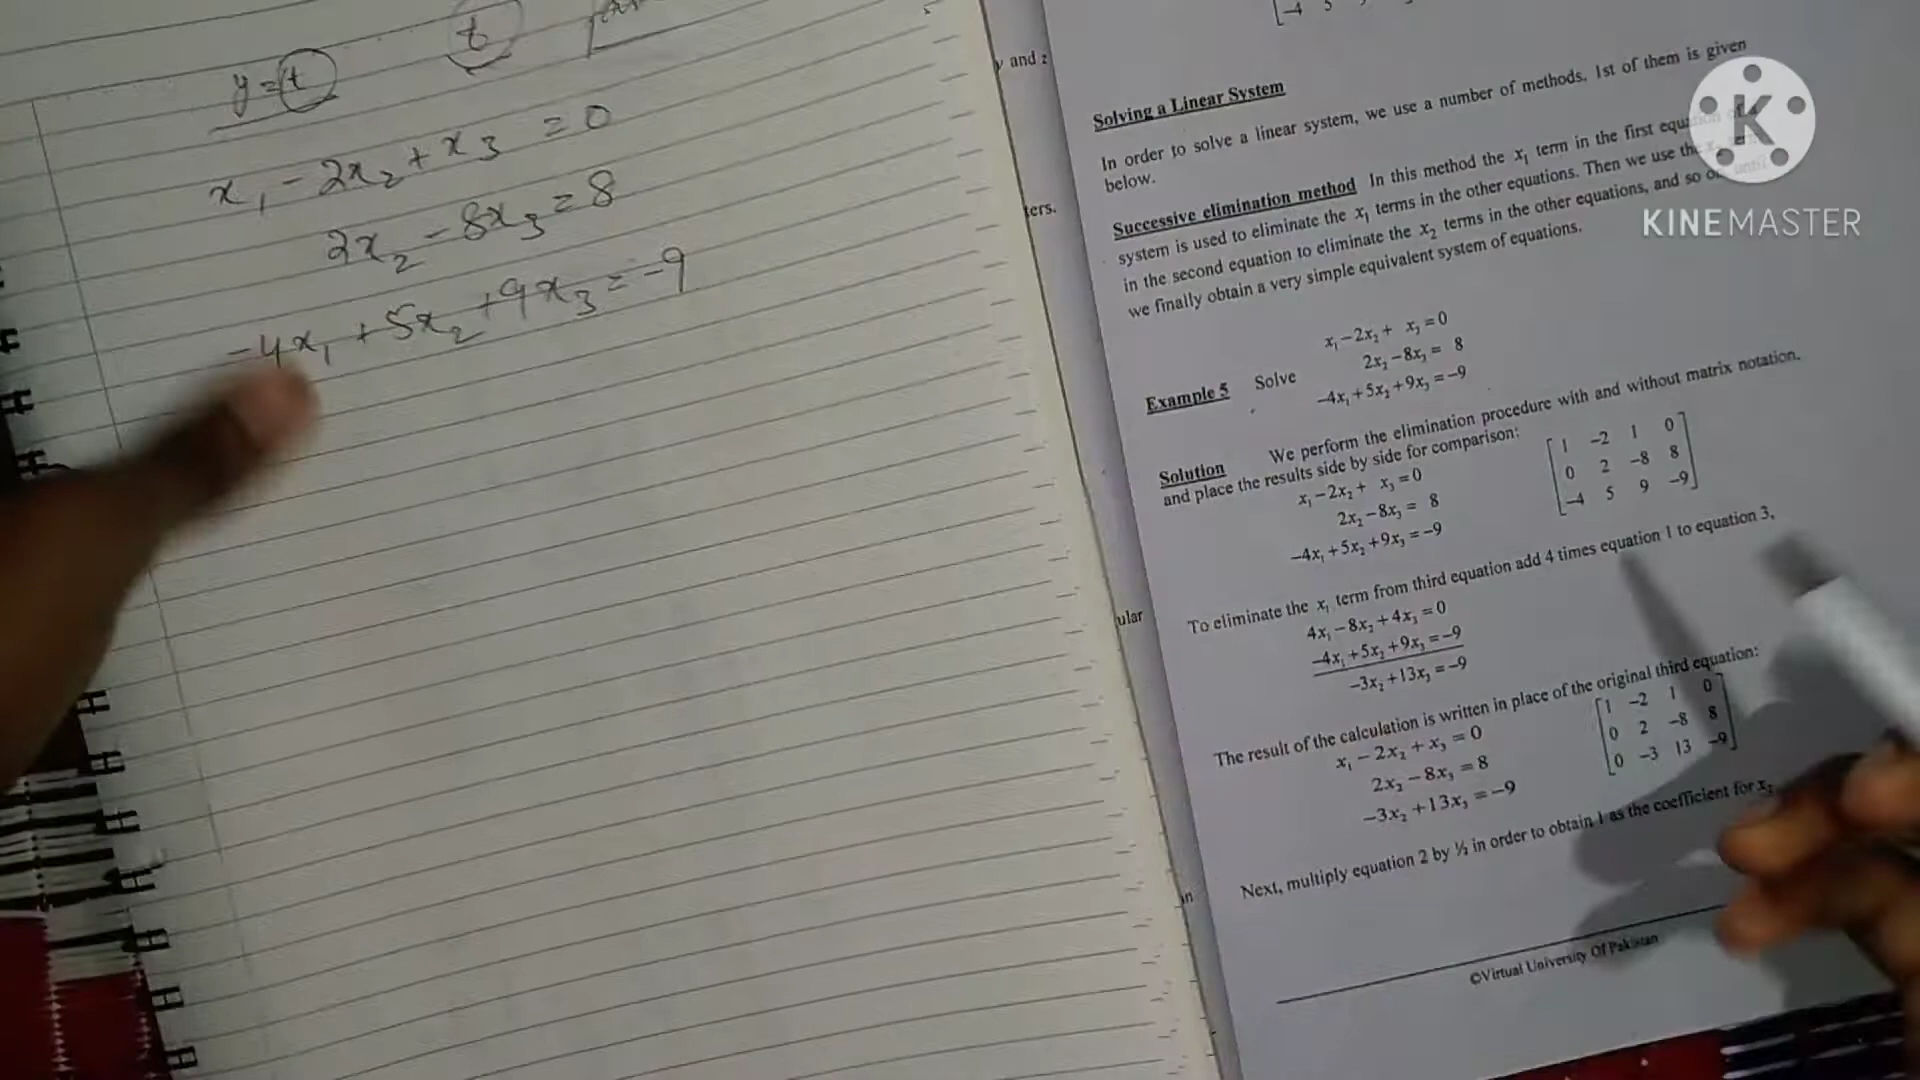 y = t
t
x₁ - 2x₂ + x₃ = 0
2x₂ - 8x₃ = 8
-4x₁ + 5x₂ + 9x₃ = -9
y and z
ters.
ular
-4 5
Solving a Linear System
In order to solve a linear system, we use a number of methods. 1st of them is given
below.
Successive elimination method In this method the x₁ term in the first equation of a
system is used to eliminate the x₁ terms in the other equations. Then we use the x₂ term
in the second equation to eliminate the x₂ terms in the other equations, and so on, until
we finally obtain a very simple equivalent system of equations.
x₁ - 2x₂ + x₃ = 0
Example 5 Solve 2x₂ - 8x₃ = 8
-4x₁ + 5x₂ + 9x₃ = -9
Solution We perform the elimination procedure with and without matrix notation,
and place the results side by side for comparison:
x₁ - 2x₂ + x₃ = 0 [1 -2 1 0
2x₂ - 8x₃ = 8 0 2 -8 8
-4x₁ + 5x₂ + 9x₃ = -9 -4 5 9 -9]
To eliminate the x₁ term from third equation add 4 times equation 1 to equation 3,
4x₁ - 8x₂ + 4x₃ = 0
-4x₁ + 5x₂ + 9x₃ = -9
-3x₂ + 13x₃ = -9
The result of the calculation is written in place of the original third equation:
x₁ - 2x₂ + x₃ = 0 [1 -2 1 0
2x₂ - 8x₃ = 8 0 2 -8 8
-3x₂ + 13x₃ = -9 0 -3 13 -9]
Next, multiply equation 2 by ½ in order to obtain 1 as the coefficient for x₂
©Virtual University Of Pakistan
K
KINEMASTER